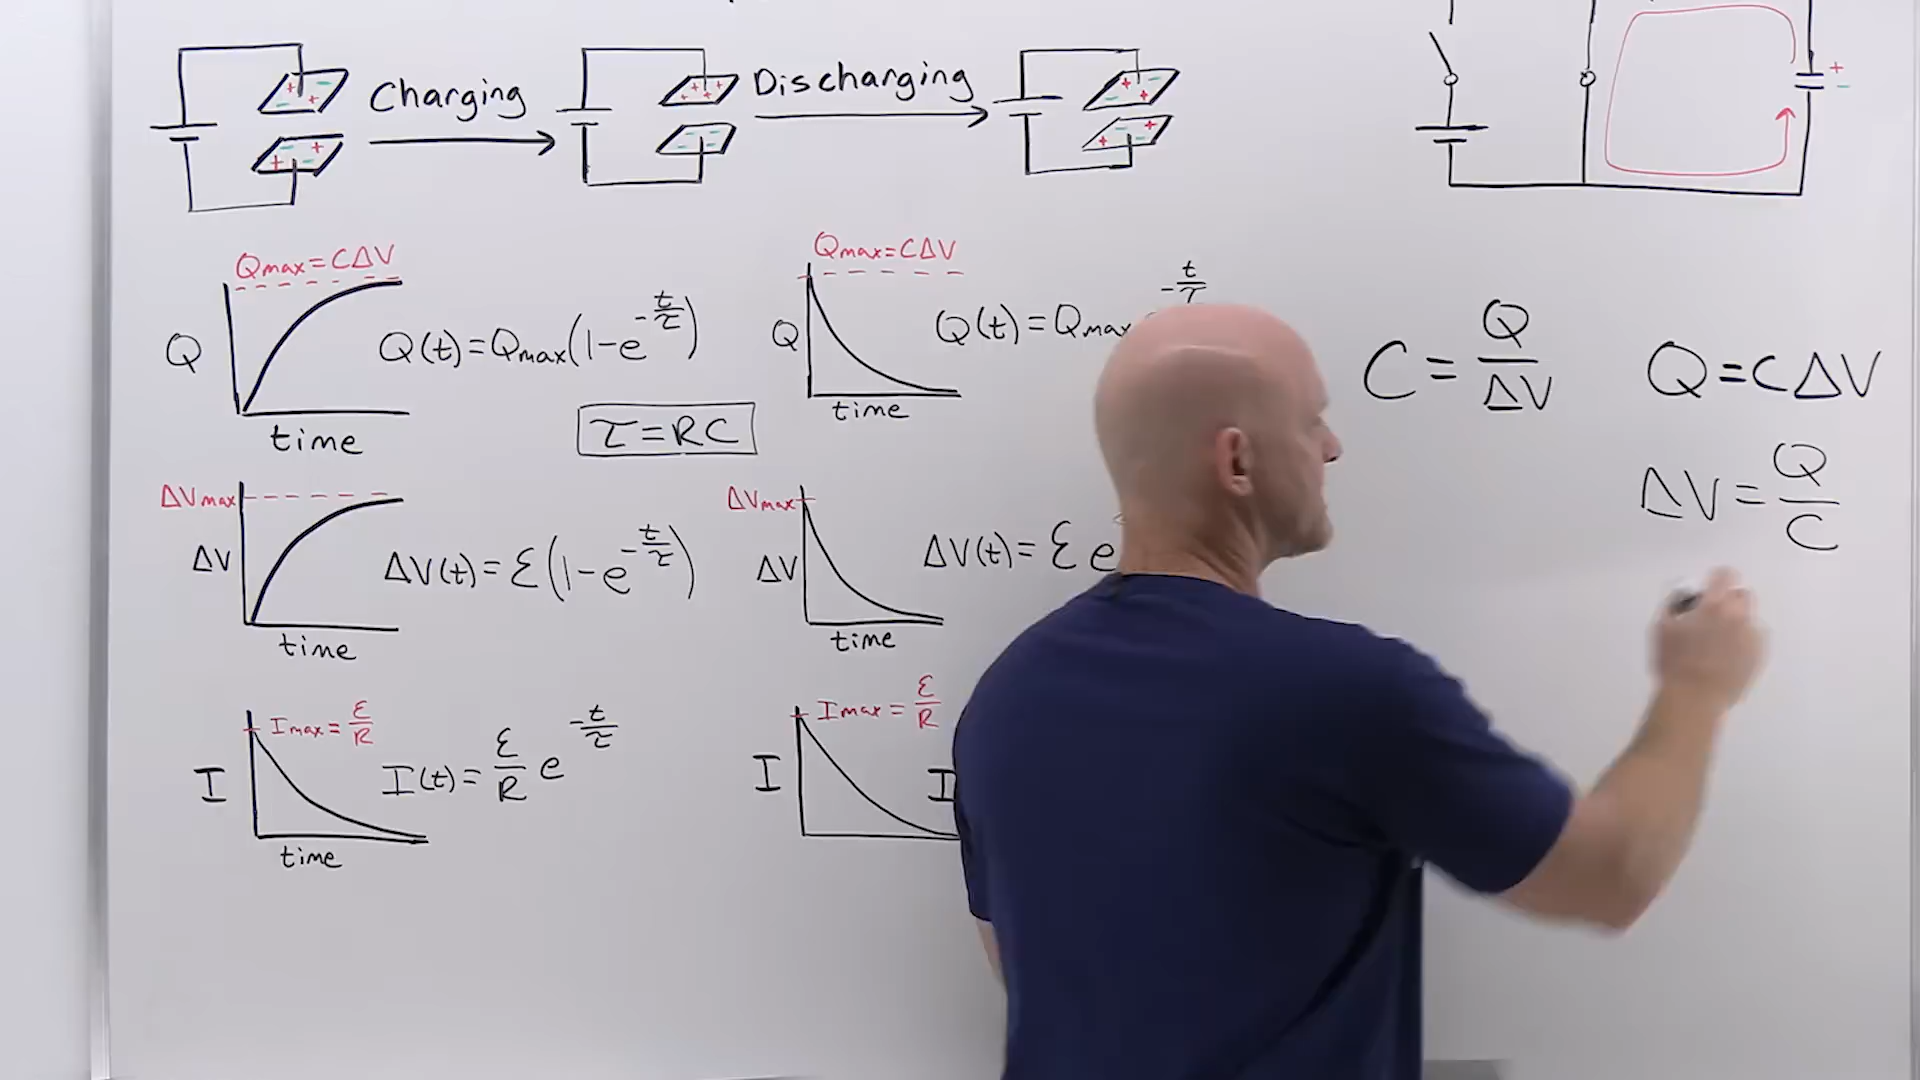 Charging
Discharging
Qmax=CΔV
Q
Q(t)=Qmax(1-e^-t/τ)
time
Qmax=CΔV
Q
Q(t)=Qmax
-t/τ
time
τ=RC
C=Q/ΔV
Q=CΔV
ΔV=Q/C
ΔVmax
ΔV
ΔV(t)=ℰ(1-e^-t/τ)
time
ΔVmax
ΔV
ΔV(t)=ℰe
time
Imax=ℰ/R
I
I(t)=ℰ/R e^-t/τ
time
Imax=ℰ/R
I
I